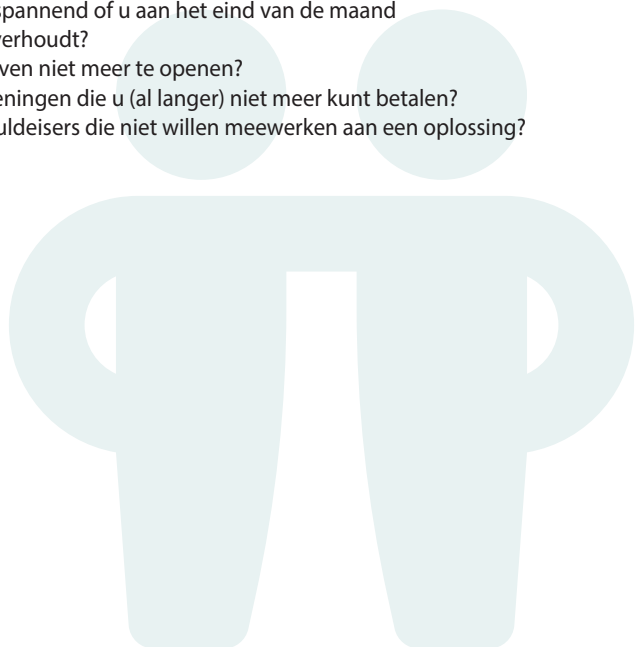 spannend of u aan het eind van de maand
verhoudt?
ven niet meer te openen?
eningen die u (al langer) niet meer kunt betalen?
uldeisers die niet willen meewerken aan een oplossing?